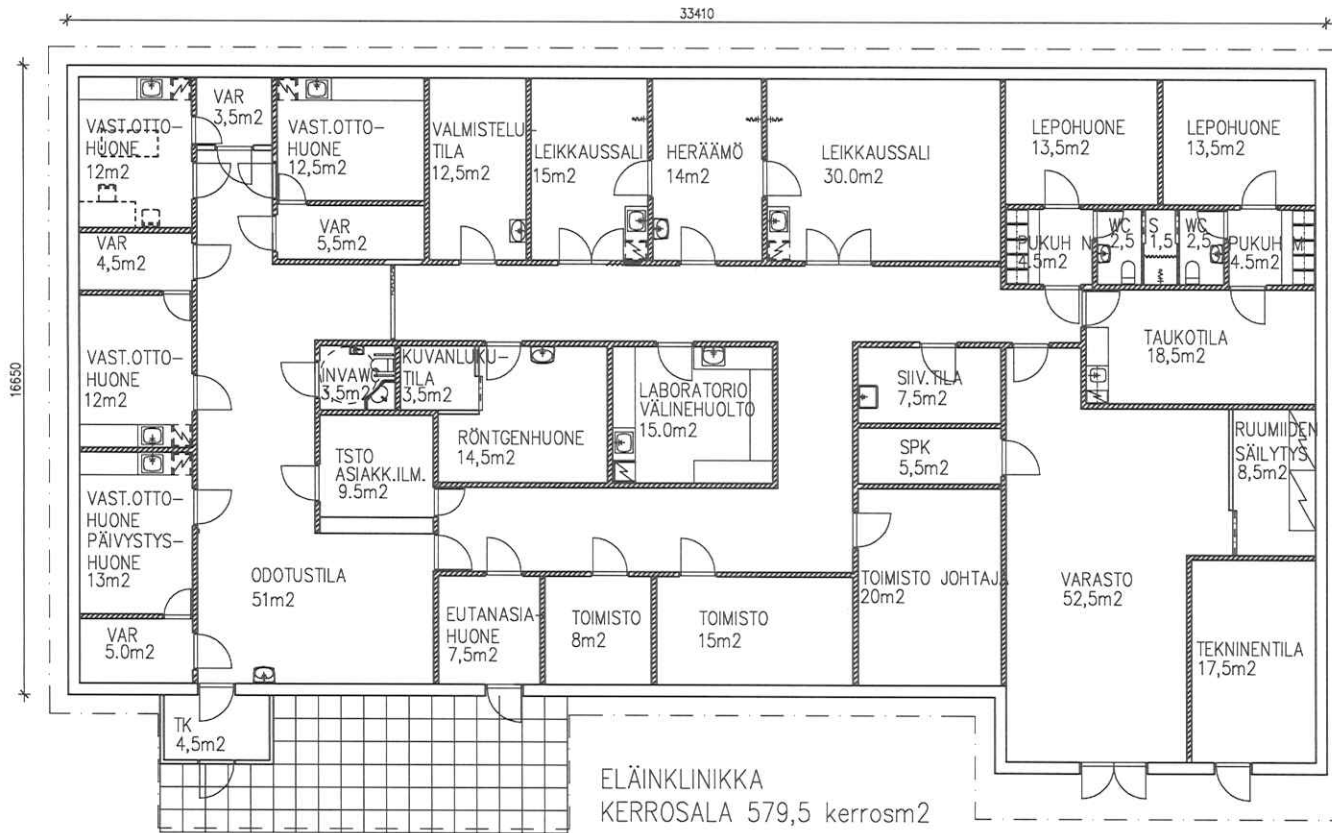 33410
16650
VAST.OTTO-
HUONE
12m2
VAR
3,5m2
VAST.OTTO-
HUONE
12,5m2
VALMISTELU-
TILA
12,5m2
LEIKKAUSSALI
15m2
HERÄÄMÖ
14m2
LEIKKAUSSALI
30.0m2
LEPOHUONE
13,5m2
LEPOHUONE
13,5m2
VAR
4,5m2
VAR
5,5m2
PUKUH N
4.5m2
WC
2,5
S
1,5
WC
2,5
PUKUH M
4.5m2
VAST.OTTO-
HUONE
12m2
INVAWC
3,5m2
KUVANLUKU-
TILA
3,5m2
RÖNTGENHUONE
14,5m2
LABORATORIO
VÄLINEHUOLTO
15.0m2
SIIV.TILA
7,5m2
TAUKOTILA
18,5m2
TSTO
ASIAKK.ILM.
9.5m2
SPK
5,5m2
RUUMIIDEN
SÄILYTYS
8,5m2
VAST.OTTO-
HUONE
PÄIVYSTYS-
HUONE
13m2
ODOTUSTILA
51m2
TOIMISTO JOHTAJA
20m2
VARASTO
52,5m2
VAR
5.0m2
EUTANASIA-
HUONE
7,5m2
TOIMISTO
8m2
TOIMISTO
15m2
TEKNINENTILA
17,5m2
TK
4,5m2
ELÄINKLINIKKA
KERROSALA 579,5 kerrosm2